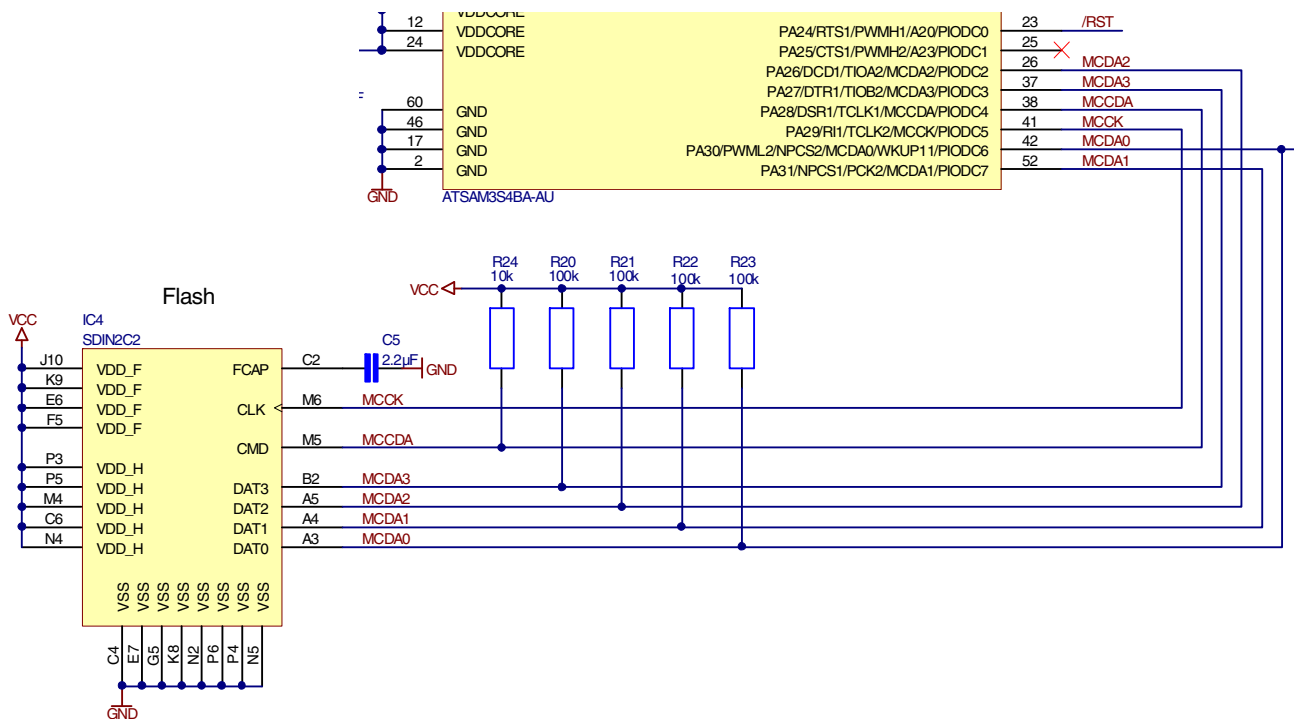 VDDCORE
12 VDDCORE
24 VDDCORE
60 GND
46 GND
17 GND
2 GND
GND
PA24/RTS1/PWMH1/A20/PIODC0 23 /RST
PA25/CTS1/PWMH2/A23/PIODC1 25
PA26/DCD1/TIOA2/MCDA2/PIODC2 26 MCDA2
PA27/DTR1/TIOB2/MCDA3/PIODC3 37 MCDA3
PA28/DSR1/TCLK1/MCCDA/PIODC4 38 MCCDA
PA29/RI1/TCLK2/MCCK/PIODC5 41 MCCK
PA30/PWML2/NPCS2/MCDA0/WKUP11/PIODC6 42 MCDA0
PA31/NPCS1/PCK2/MCDA1/PIODC7 52 MCDA1
ATSAM3S4BA-AU
R24 R20 R21 R22 R23
10k 100k 100k 100k 100k
VCC
Flash
VCC
IC4
SDIN2C2
J10 VDD_F
K9 VDD_F
E6 VDD_F
F5 VDD_F
P3 VDD_H
P5 VDD_H
M4 VDD_H
C6 VDD_H
N4 VDD_H
FCAP C2
C5
2.2µF
GND
CLK M6 MCCK
CMD M5 MCCDA
DAT3 B2 MCDA3
DAT2 A5 MCDA2
DAT1 A4 MCDA1
DAT0 A3 MCDA0
VSS VSS VSS VSS VSS VSS VSS VSS
C4 E7 G5 K8 N2 P6 P4 N5
GND